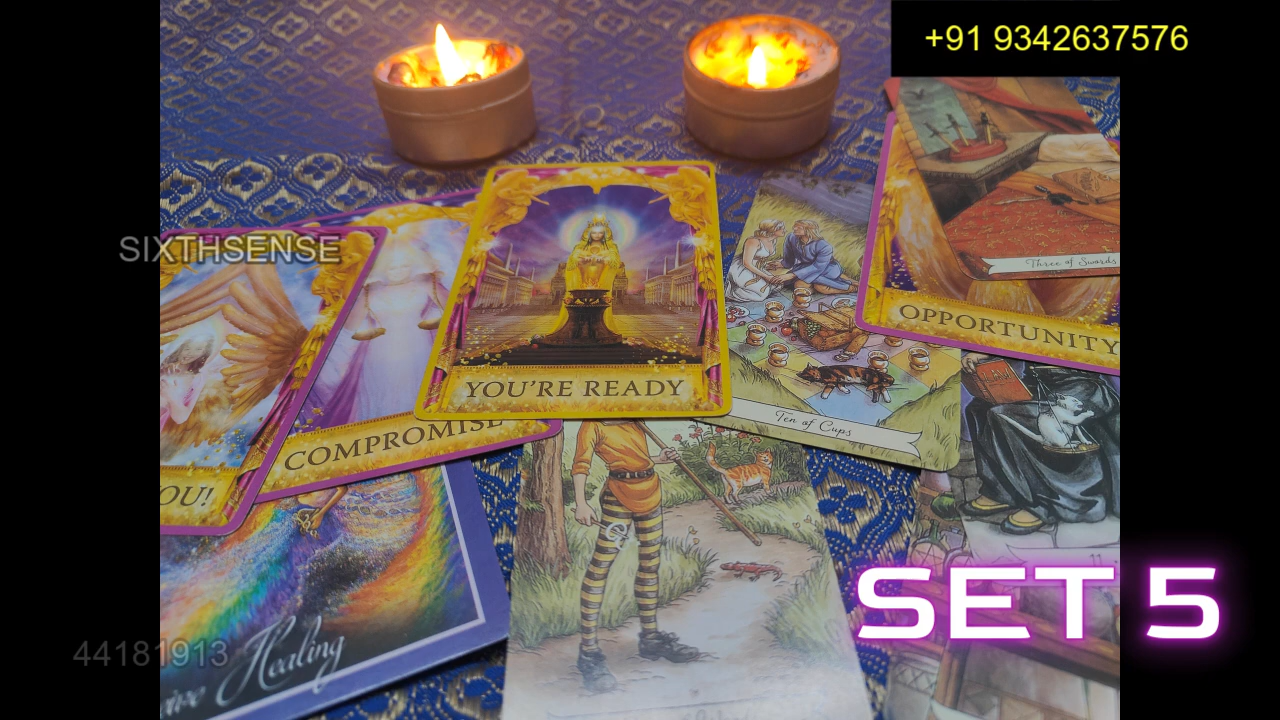 +91 9342637576
SIXTHSENSE
Three of Swords
OPPORTUNITY
YOU'RE READY
Ten of Cups
COMPROMISE
OU!
SET 5
44181913
Healing